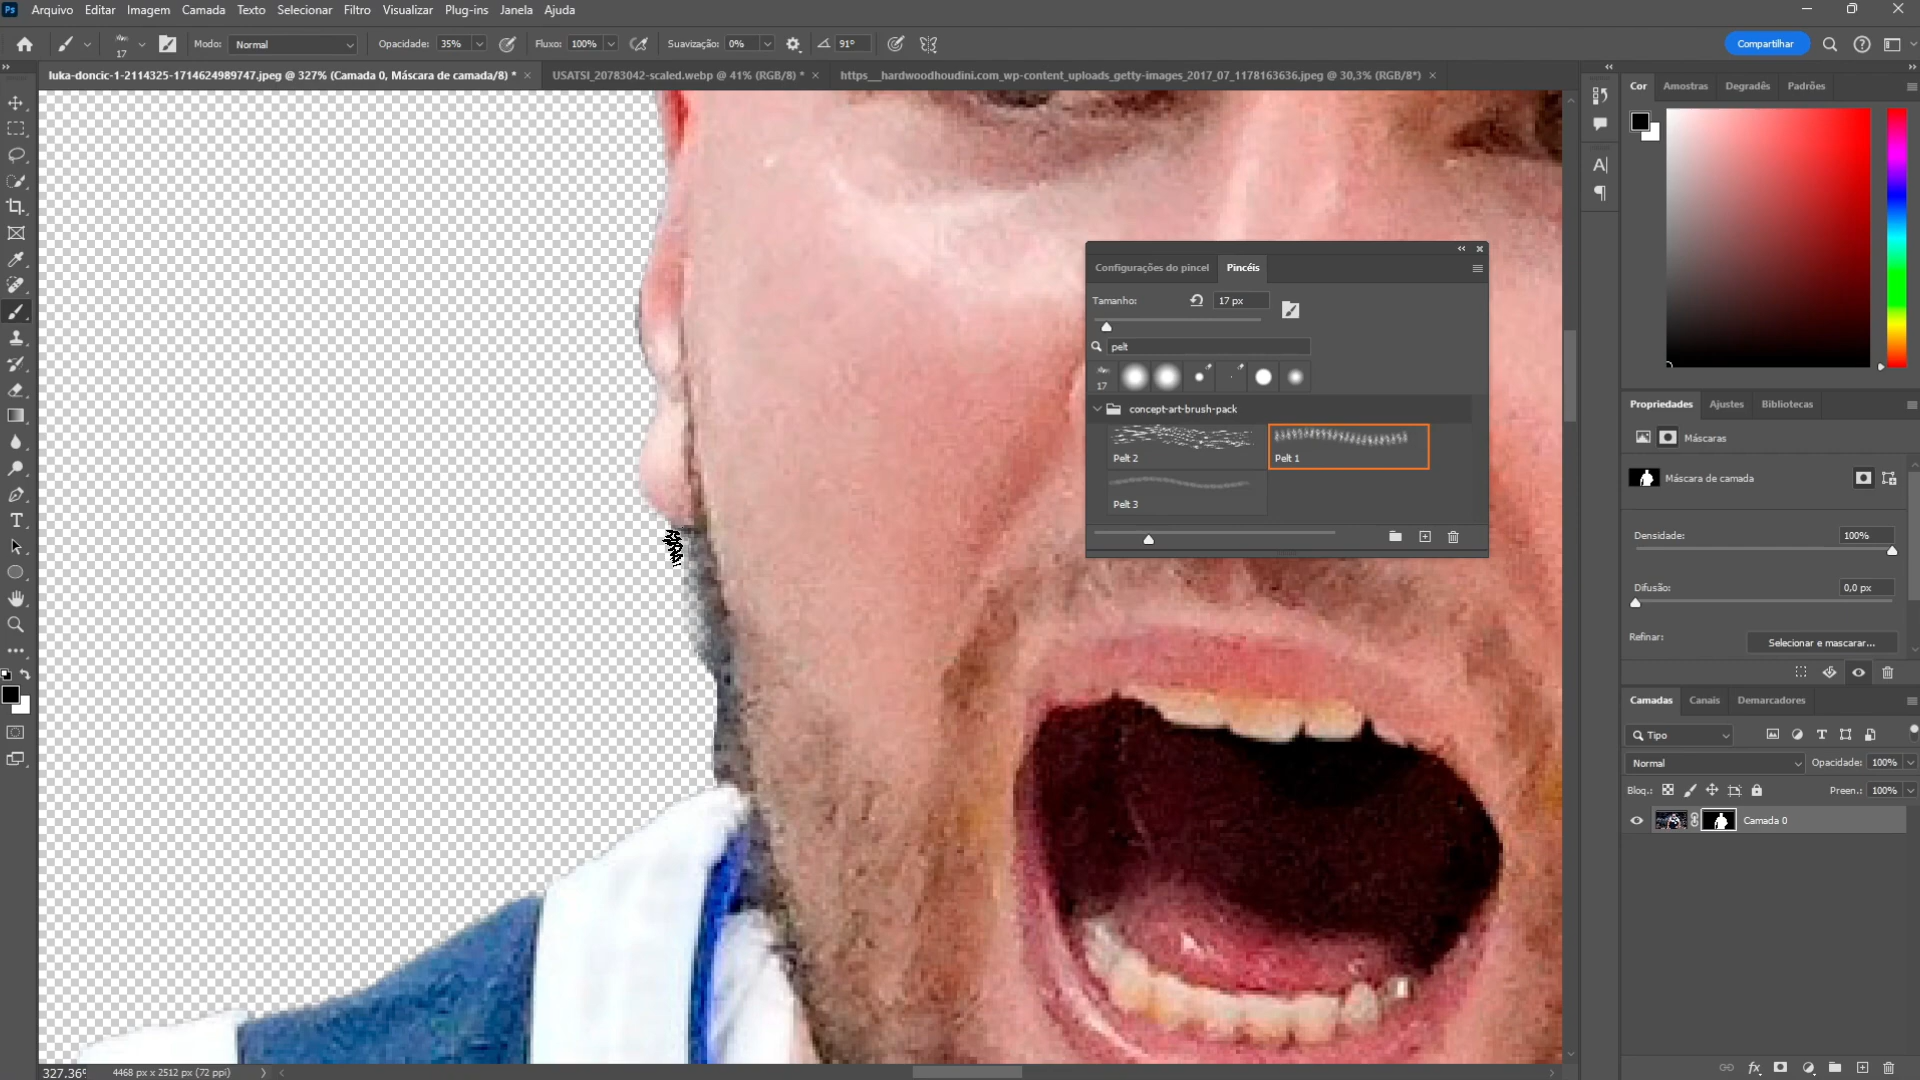 Ps Arquivo Editar Imagem Camada Texto Selecionar Filtro Visualizar Plug-ins Janela Ajuda
17 Modo: Normal Opacidade: 35% Fluxo: 100% Suavização: 0% 91° Compartilhar
luka-doncic-1-2114325-1714624989747.jpeg @ 327% (Camada 0, Máscara de camada/8) * USATSI_20783042-scaled.webp @ 41% (RGB/8) * https__hardwoodhoudini.com_wp-content_uploads_getty-images_2017_07_1178163636.jpeg @ 30,3% (RGB/8*)
Cor Amostras Degradês Padrões
Configurações do pincel Pincéis
Tamanho: 17 px
pelt
17
concept-art-brush-pack
Pelt 2 Pelt 1
Pelt 3
Propriedades Ajustes Bibliotecas
Máscaras
Máscara de camada
Densidade: 100%
Difusão: 0,0 px
Refinar: Selecionar e mascarar...
Camadas Canais Demarcadores
Tipo
Normal Opacidade: 100%
Bloq.: Preen.: 100%
Camada 0
327.36% 4468 px x 2512 px (72 ppi)